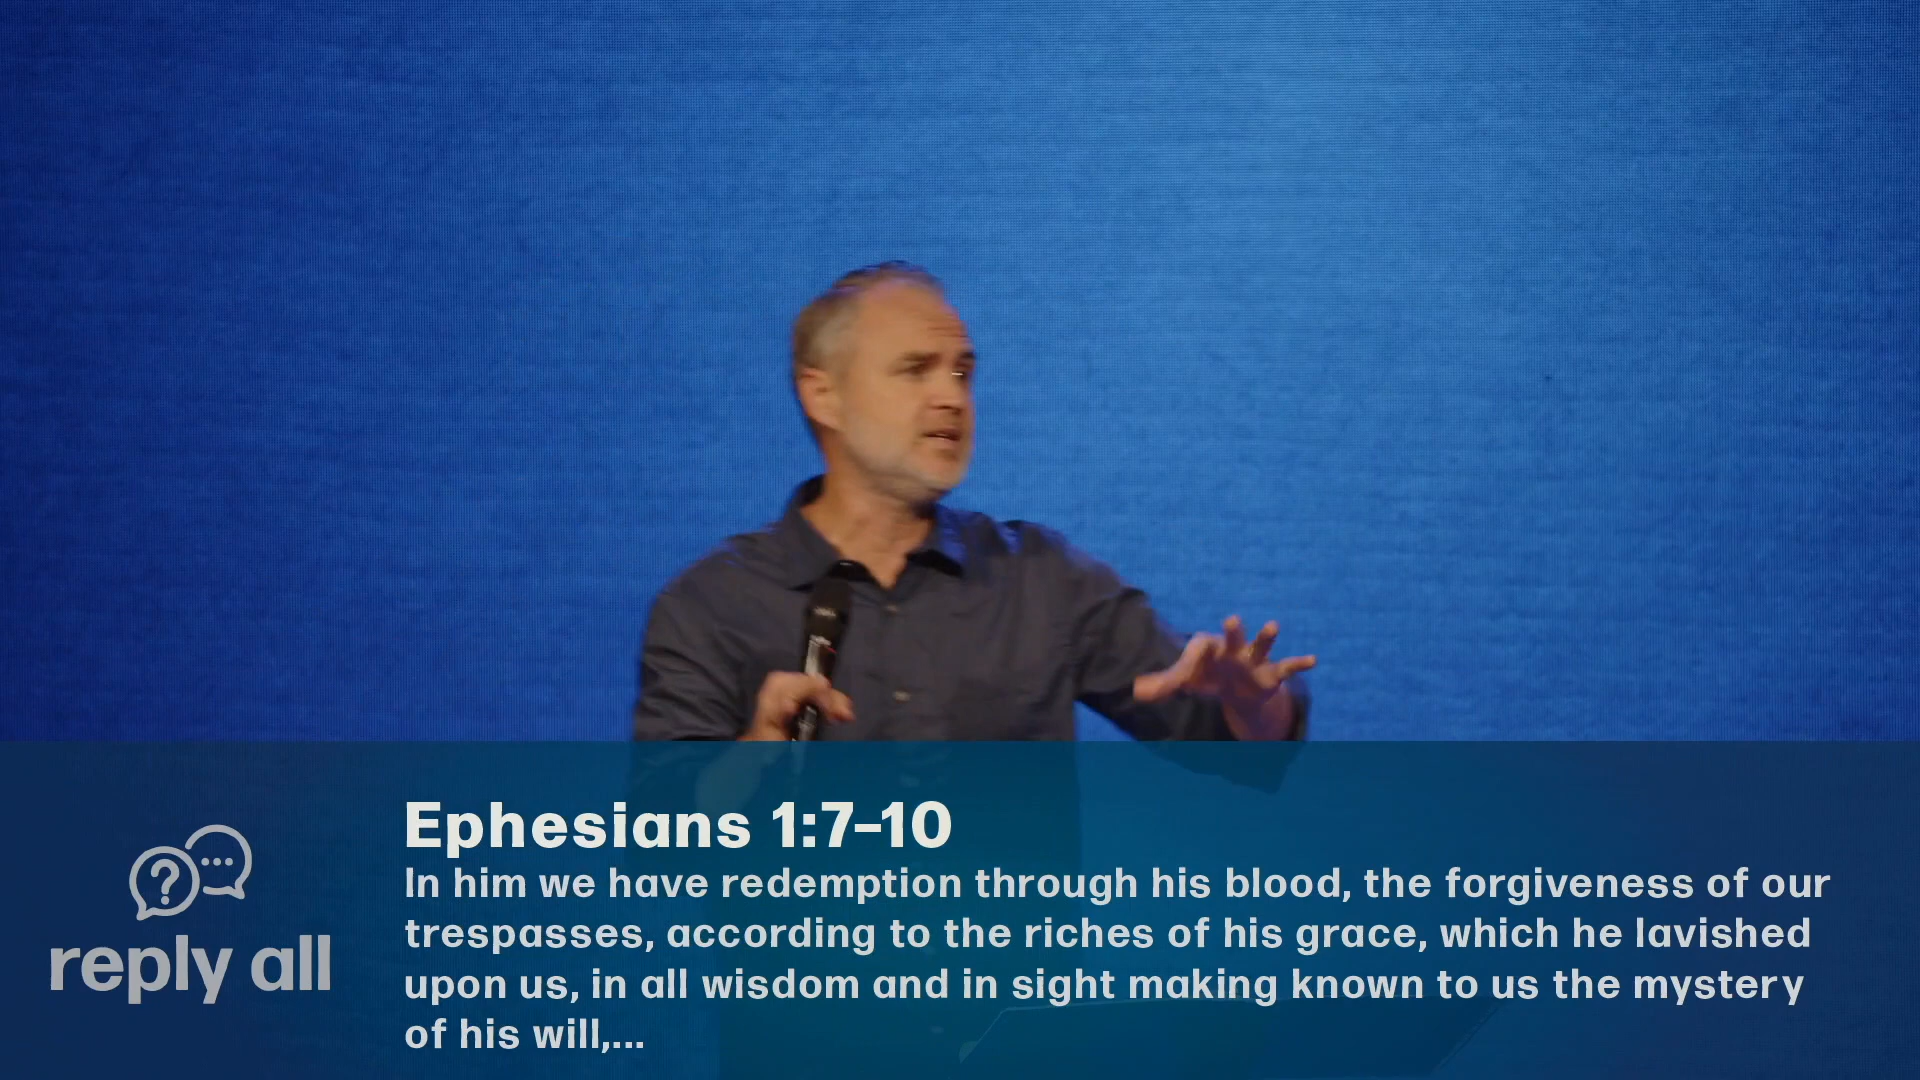 Ephesians 1:7–10
In him we have redemption through his blood, the forgiveness of our
trespasses, according to the riches of his grace, which he lavished
upon us, in all wisdom and in sight making known to us the mystery
of his will,...
reply all